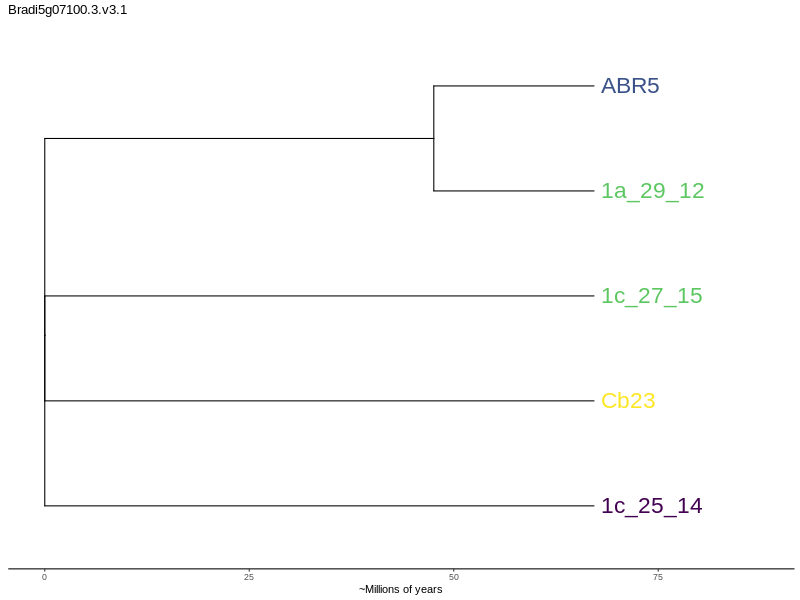 Bradi5g07100.3.v3.1
ABR5
1a_29_12
1c_27_15
Cb23
1c_25_14
0 25 50 75
~Millions of years